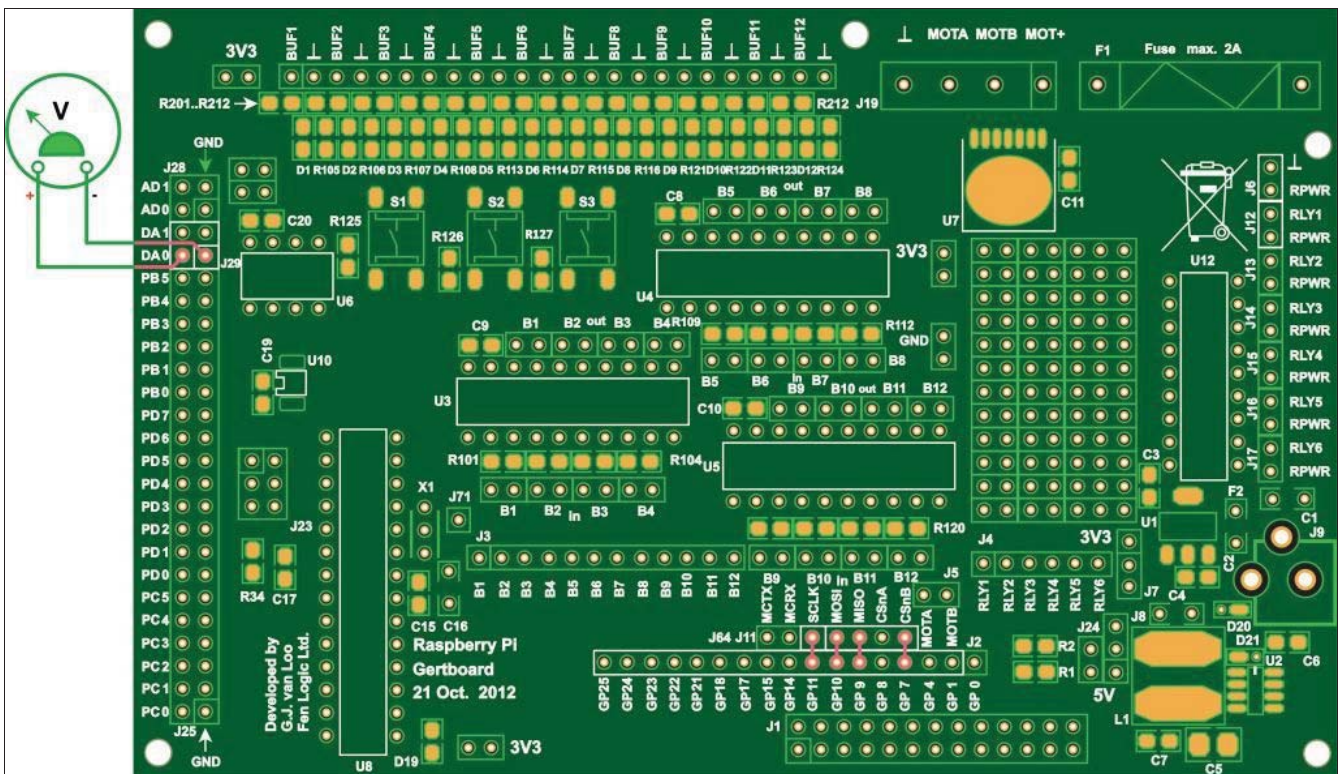 3V3
BUF1 ⊥ BUF2 ⊥ BUF3 ⊥ BUF4 ⊥ BUF5 ⊥ BUF6 ⊥ BUF7 ⊥ BUF8 ⊥ BUF9 ⊥ BUF10 ⊥ BUF11 ⊥ BUF12 ⊥
⊥ MOTA MOTB MOT+
F1 Fuse max. 2A
R201..R212 R212 J19
V
+ -
GND
J28
D1 R105 D2 R106 D3 R107 D4 R108 D5 R113 D6 R114 D7 R115 D8 R116 D9 R121 D10 R122 D11 R123 D12 R124
AD1
AD0
DA1
DA0
PB5
PB4
PB3
PB2
PB1
PB0
PD7
PD6
PD5
PD4
PD3
PD2
PD1
PD0
PC5
PC4
PC3
PC2
PC1
PC0
J25
GND
C20
J29
U6
R125
S1
R126
S2
R127
S3
C8
B5 B6 out B7 B8
U4
3V3
U7
C11
⊥
J6 RPWR
J12 RLY1
RPWR
J13 RLY2
RPWR
J14 RLY3
RPWR
J15 RLY4
RPWR
J16 RLY5
RPWR
J17 RLY6
RPWR
U12
C19
U10
C9
B1 B2 out B3 B4
R109
R112
GND
B5 B6 In B7 B8
U3
C10
B9 B10 out B11 B12
R101 R104
U5
B1 B2 In B3 B4
R120
X1
J71
J23
R34
C17
C15
C16
J3
B1 B2 B3 B4 B5 B6 B7 B8 B9 B10 B11 B12
B9 B10 In B11 B12
J5
J4
RLY1 RLY2 RLY3 RLY4 RLY5 RLY6
C3
U1
F2
C2
C1
J9
3V3
J7
C4
J8
D20
D21
U2
C6
J24
5V
L1
R2
R1
MCTX MCRX SCLK MOSI MISO CSnA CSnB MOTA MOTB
J64 J11
J2
GP25 GP24 GP23 GP22 GP21 GP18 GP17 GP15 GP14 GP11 GP10 GP9 GP8 GP7 GP4 GP1 GP0
Developed by
G.J. van Loo
Fen Logic Ltd.
Raspberry Pi
Gertboard
21 Oct. 2012
U8
D19
3V3
J1
C7
C5